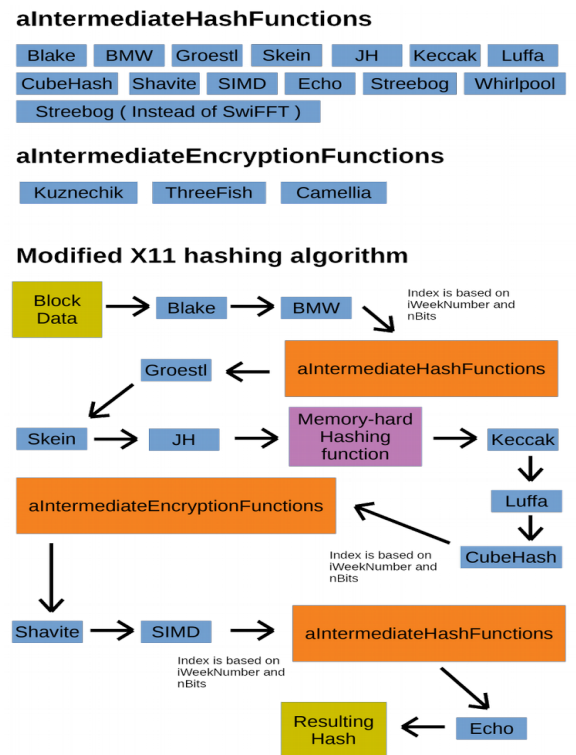 aIntermediateHashFunctions
Blake BMW Groestl Skein JH Keccak Luffa
CubeHash Shavite SIMD Echo Streebog Whirlpool
Streebog ( Instead of SwiFFT )
aIntermediateEncryptionFunctions
Kuznechik ThreeFish Camellia
Modified X11 hashing algorithm
Block
Data
Blake
BMW
Index is based on
iWeekNumber and
nBits
aIntermediateHashFunctions
Groestl
Skein
JH
Memory-hard
Hashing
function
Keccak
Luffa
CubeHash
Index is based on
iWeekNumber and
nBits
aIntermediateEncryptionFunctions
Shavite
SIMD
Index is based on
iWeekNumber and
nBits
aIntermediateHashFunctions
Echo
Resulting
Hash